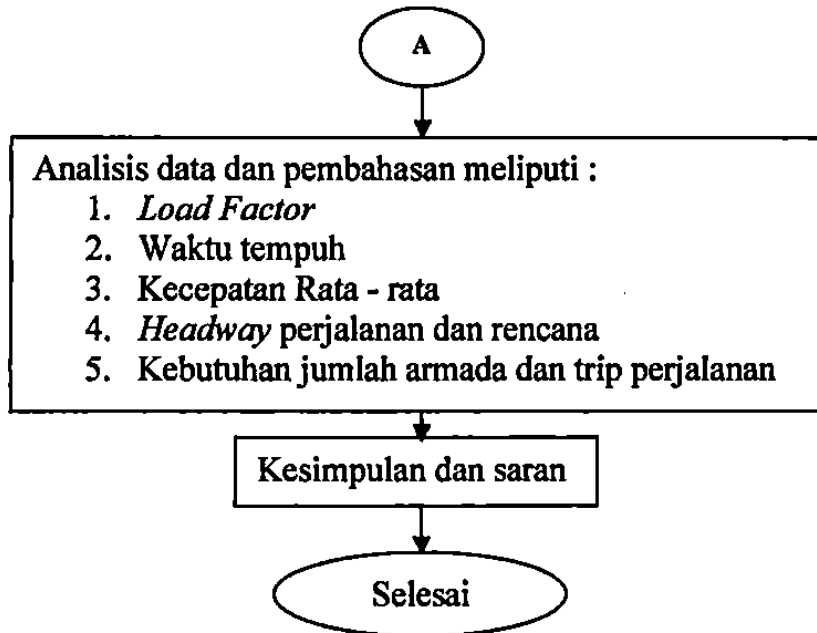 A
Analisis data dan pembahasan meliputi :
1. Load Factor
2. Waktu tempuh
3. Kecepatan Rata - rata
4. Headway perjalanan dan rencana
5. Kebutuhan jumlah armada dan trip perjalanan
Kesimpulan dan saran
Selesai